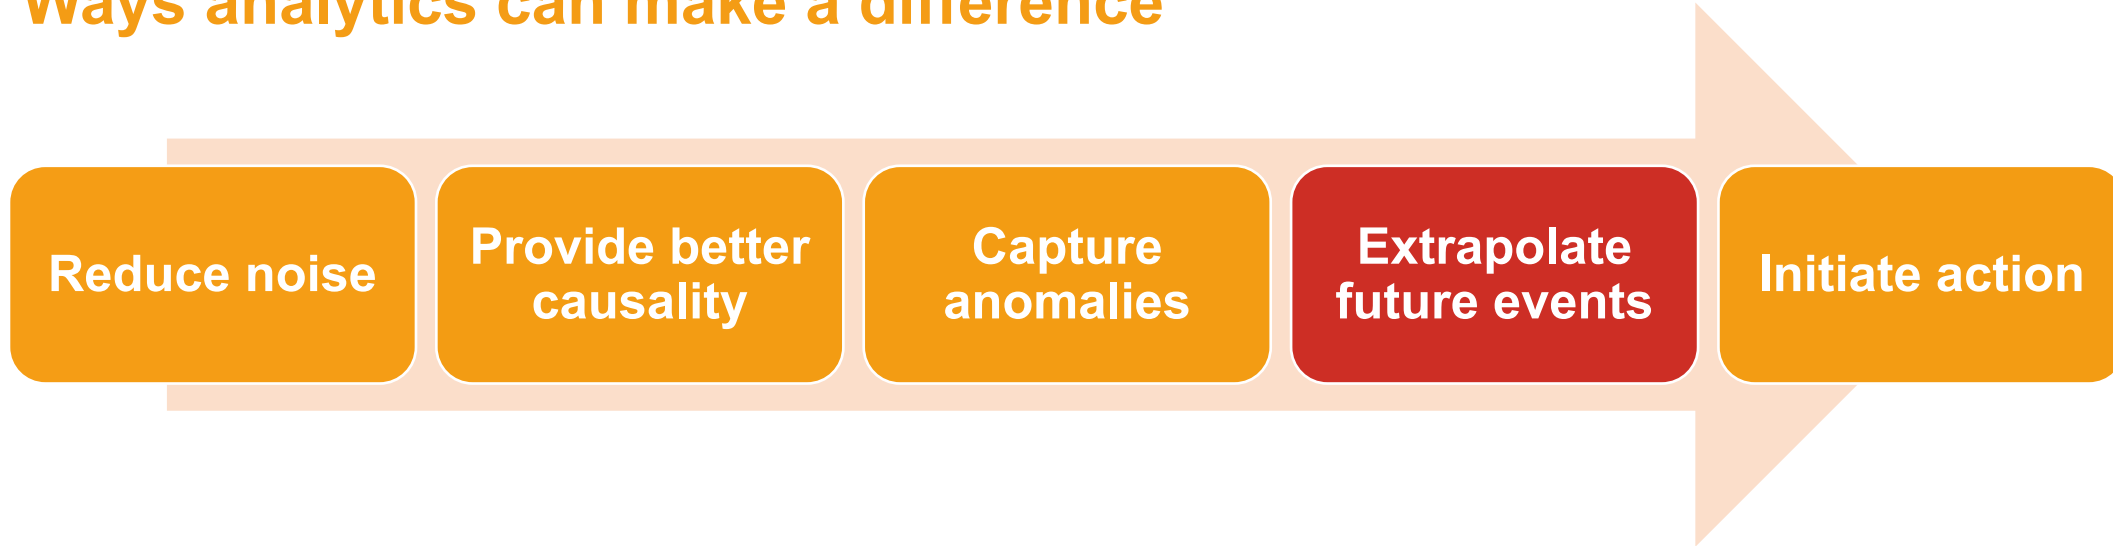 Ways analytics can make a difference
Reduce noise
Provide better
causality
Capture
anomalies
Extrapolate
future events
Initiate action